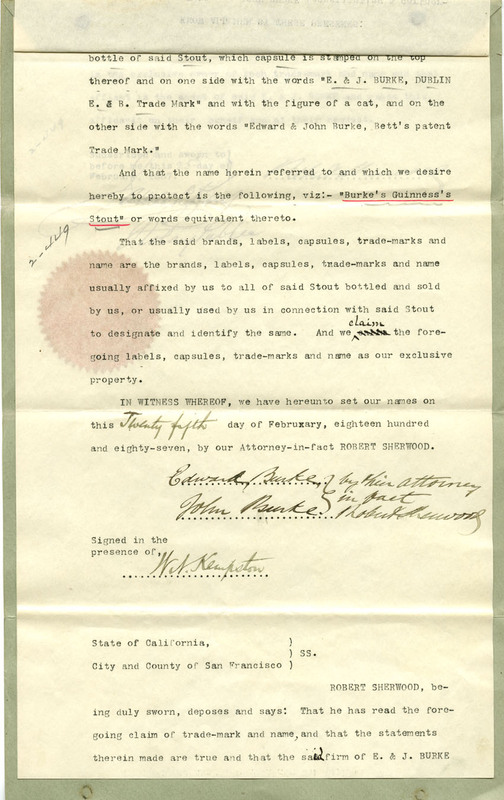 bottle of said Stout, which capsule is stamped on the top
thereof and on one side with the words "E. & J. BURKE, DUBLIN
E. & B. Trade Mark" and with the figure of a cat, and on the
other side with the words "Edward & John Burke, Bett's patent
Trade Mark."
And that the name herein referred to and which we desire
hereby to protect is the following, viz:- "Burke's Guinness's
Stout" or words equivalent thereto.
2-449
That the said brands, labels, capsules, trade-marks and
name are the brands, labels, capsules, trade-marks and name
usually affixed by us to all of said Stout bottled and sold
by us, or usually used by us in connection with said Stout
to designate and identify the same. And we claim the fore-
going labels, capsules, trade-marks and name as our exclusive
property.
IN WITNESS WHEREOF, we have hereunto set our names on
this Twenty fifth day of Februxary, eighteen hundred
and eighty-seven, by our Attorney-in-fact ROBERT SHERWOOD.
Edward Burke } by their attorney
in fact
John Burke } Robert Sherwood
Signed in the
presence of,
W. N. Kempston
State of California, )
) SS.
City and County of San Francisco )
ROBERT SHERWOOD, be-
ing duly sworn, deposes and says: That he has read the fore-
going claim of trade-mark and name, and that the statements
therein made are true and that the said firm of E. & J. BURKE